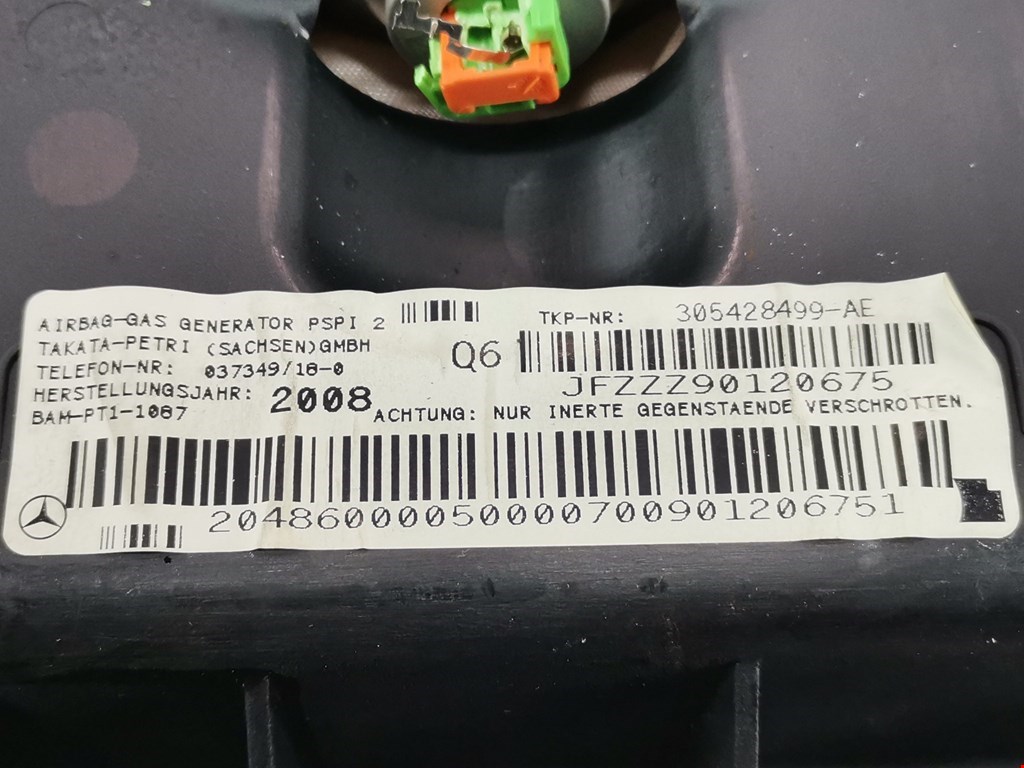 AIRBAG-GAS GENERATOR PSPI 2
TAKATA-PETRI (SACHSEN)GMBH
TELEFON-NR: 037349/18-0
HERSTELLUNGSJAHR: 2008
BAM-PT1-1087
Q6
TKP-NR: 305428499-AE
JFZZZ90120675
ACHTUNG: NUR INERTE GEGENSTAENDE VERSCHROTTEN.
20486000050000700901206751